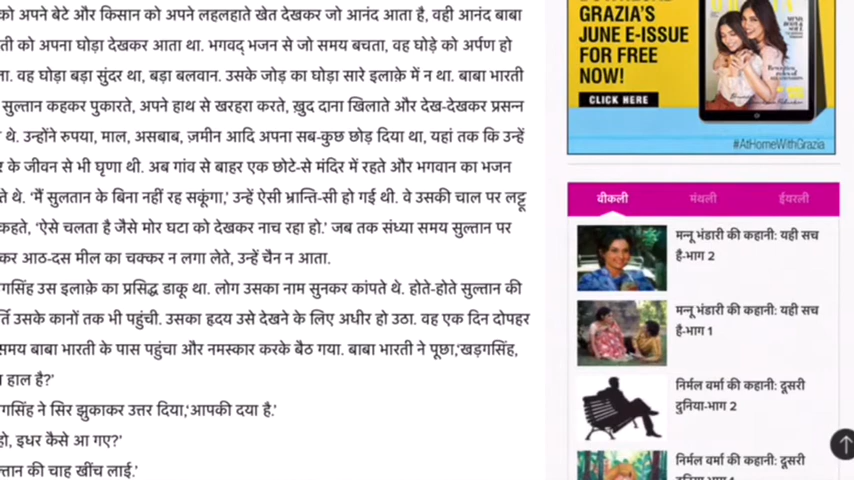 को अपने बेटे और किसान को अपने लहलहाते खेत देखकर जो आनंद आता है, वही आनंद बाबा
ती को अपना घोड़ा देखकर आता था. भगवद् भजन से जो समय बचता, वह घोड़े को अर्पण हो
वह घोड़ा बड़ा सुंदर था, बड़ा बलवान. उसके जोड़ का घोड़ा सारे इलाक़े में न था. बाबा भारती
सुल्तान कहकर पुकारते, अपने हाथ से खरहरा करते, ख़ुद दाना खिलाते और देख-देखकर प्रसन्न
थे. उन्होंने रुपया, माल, असबाब, ज़मीन आदि अपना सब-कुछ छोड़ दिया था, यहां तक कि उन्हें
के जीवन से भी घृणा थी. अब गांव से बाहर एक छोटे-से मंदिर में रहते और भगवान का भजन
ते थे. ‘मैं सुलतान के बिना नहीं रह सकूंगा,’ उन्हें ऐसी भ्रान्ति-सी हो गई थी. वे उसकी चाल पर लट्टू
कहते, ‘ऐसे चलता है जैसे मोर घटा को देखकर नाच रहा हो.’ जब तक संध्या समय सुल्तान पर
कर आठ-दस मील का चक्कर न लगा लेते, उन्हें चैन न आता.
गसिंह उस इलाक़े का प्रसिद्ध डाकू था. लोग उसका नाम सुनकर कांपते थे. होते-होते सुल्तान की
र्ति उसके कानों तक भी पहुंची. उसका हृदय उसे देखने के लिए अधीर हो उठा. वह एक दिन दोपहर
समय बाबा भारती के पास पहुंचा और नमस्कार करके बैठ गया. बाबा भारती ने पूछा,‘खड़गसिंह,
हाल है?’
गसिंह ने सिर झुकाकर उत्तर दिया,‘आपकी दया है.’
हो, इधर कैसे आ गए?’
तान की चाह खींच लाई.’
GRAZIA'S
JUNE E-ISSUE
FOR FREE
NOW!
CLICK HERE
#AtHomeWithGrazia
वीकली मंथली ईयरली
मन्नू भंडारी की कहानी: यही सच
है-भाग 2
मन्नू भंडारी की कहानी: यही सच
है-भाग 1
निर्मल वर्मा की कहानी: दूसरी
दुनिया-भाग 2
निर्मल वर्मा की कहानी: दूसरी